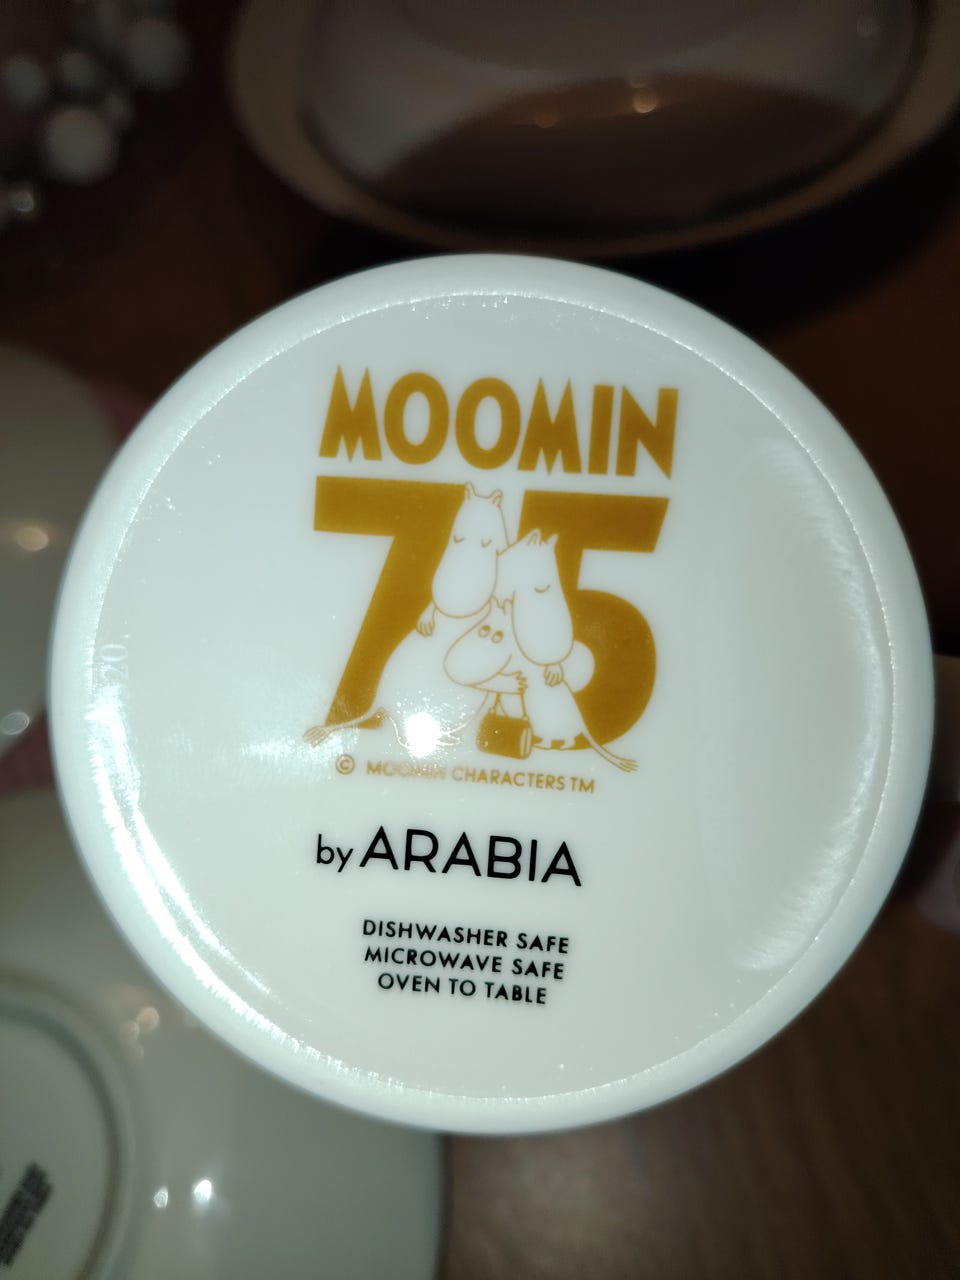 MOOMIN
75
© MOOMIN CHARACTERS TM
by ARABIA
DISHWASHER SAFE
MICROWAVE SAFE
OVEN TO TABLE